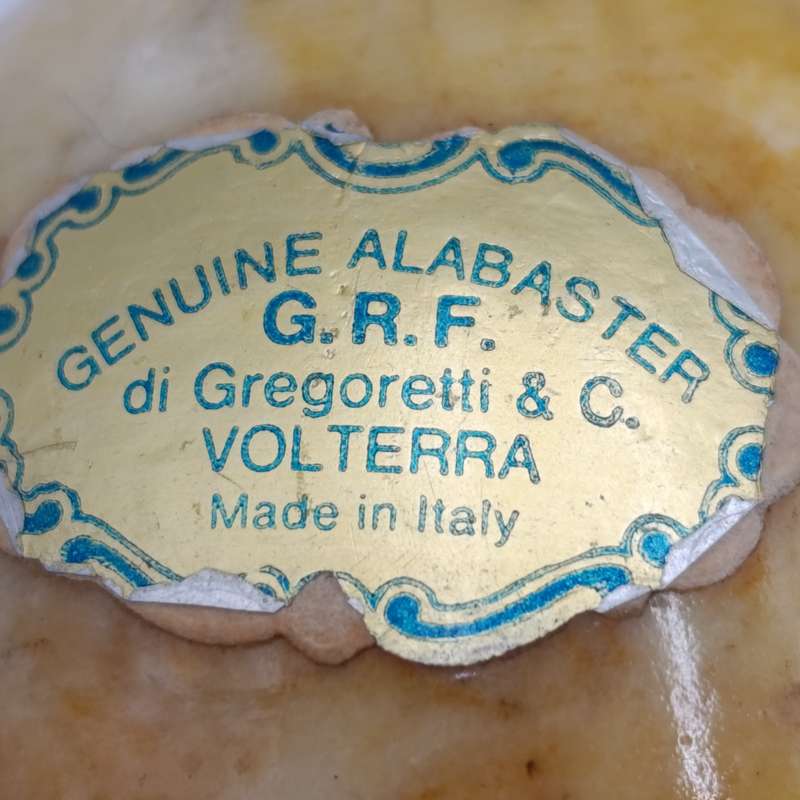 GENUINE ALABASTER
G.R.F.
di Gregoretti & C.
VOLTERRA
Made in Italy